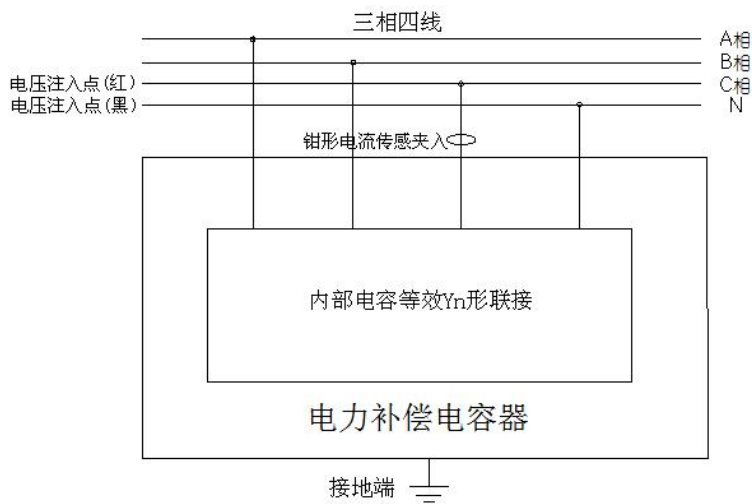 三相四线
A相
B相
电压注入点(红)
C相
电压注入点(黑)
N
钳形电流传感夹入
内部电容等效Yn形联接
电力补偿电容器
接地端